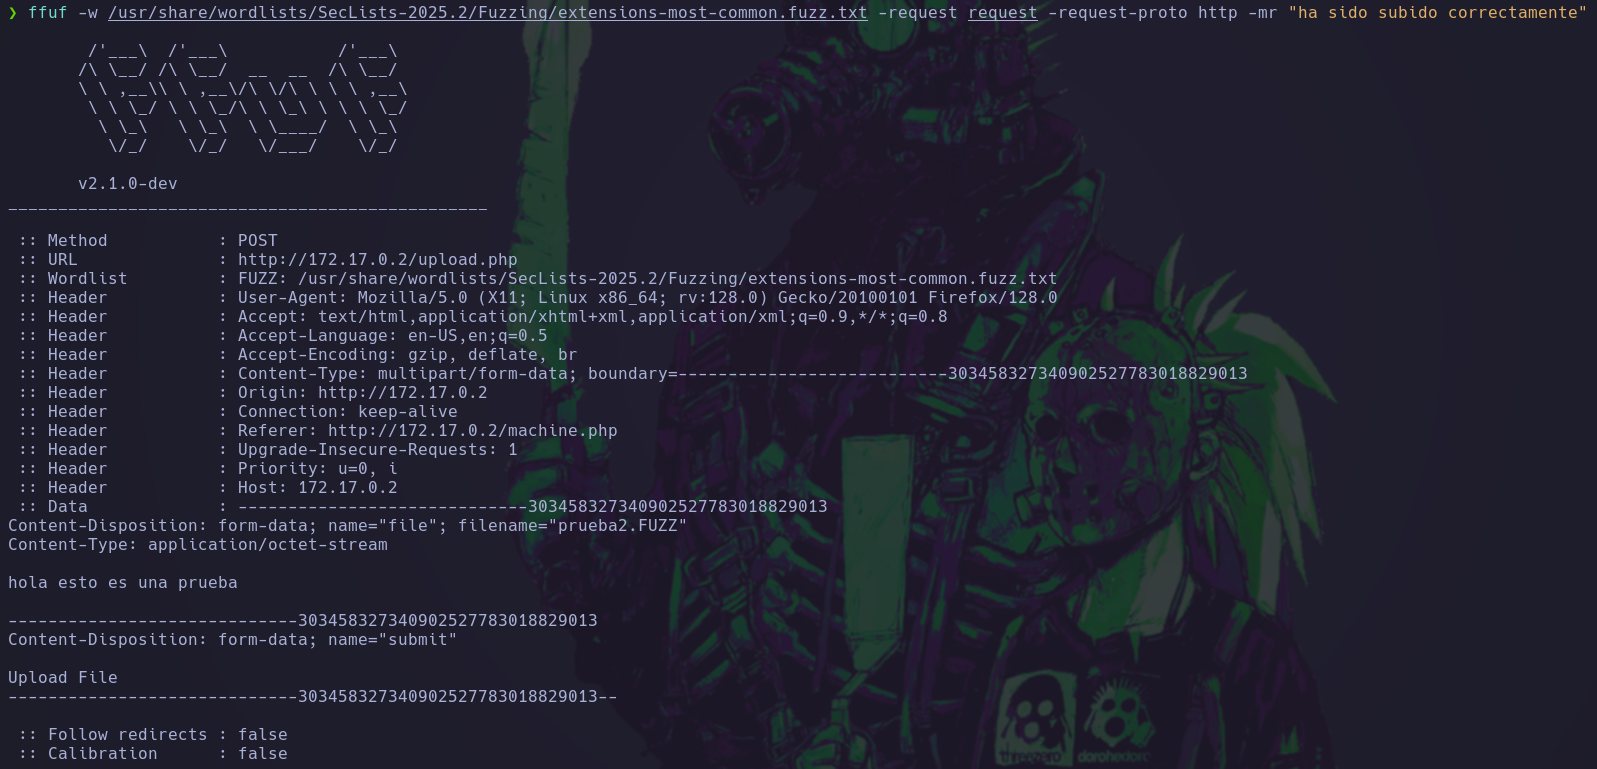 ❯ ffuf -w /usr/share/wordlists/SecLists-2025.2/Fuzzing/extensions-most-common.fuzz.txt -request request -request-proto http -mr "ha sido subido correctamente"
        /'___\  /'___\           /'___\
       /\ \__/ /\ \__/  __  __  /\ \__/
       \ \ ,__\\ \ ,__\/\ \/\ \ \ \ ,__\
        \ \ \_/ \ \ \_/\ \ \_\ \ \ \ \_/
         \ \_\   \ \_\  \ \____/  \ \_\
          \/_/    \/_/   \/___/    \/_/
       v2.1.0-dev
________________________________________________
 :: Method           : POST
 :: URL              : http://172.17.0.2/upload.php
 :: Wordlist         : FUZZ: /usr/share/wordlists/SecLists-2025.2/Fuzzing/extensions-most-common.fuzz.txt
 :: Header           : User-Agent: Mozilla/5.0 (X11; Linux x86_64; rv:128.0) Gecko/20100101 Firefox/128.0
 :: Header           : Accept: text/html,application/xhtml+xml,application/xml;q=0.9,*/*;q=0.8
 :: Header           : Accept-Language: en-US,en;q=0.5
 :: Header           : Accept-Encoding: gzip, deflate, br
 :: Header           : Content-Type: multipart/form-data; boundary=---------------------------303458327340902527783018829013
 :: Header           : Origin: http://172.17.0.2
 :: Header           : Connection: keep-alive
 :: Header           : Referer: http://172.17.0.2/machine.php
 :: Header           : Upgrade-Insecure-Requests: 1
 :: Header           : Priority: u=0, i
 :: Header           : Host: 172.17.0.2
 :: Data             : -----------------------------303458327340902527783018829013
Content-Disposition: form-data; name="file"; filename="prueba2.FUZZ"
Content-Type: application/octet-stream
hola esto es una prueba
-----------------------------303458327340902527783018829013
Content-Disposition: form-data; name="submit"
Upload File
-----------------------------303458327340902527783018829013--
 :: Follow redirects : false
 :: Calibration      : false